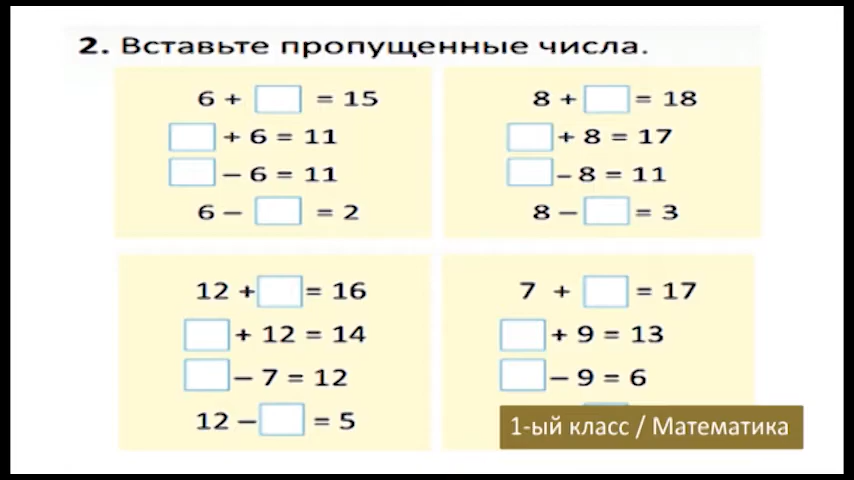 2. Вставьте пропущенные числа.
6 + = 15
+ 6 = 11
– 6 = 11
6 – = 2
8 + = 18
+ 8 = 17
– 8 = 11
8 – = 3
12 + = 16
+ 12 = 14
– 7 = 12
12 – = 5
7 + = 17
+ 9 = 13
– 9 = 6
1-ый класс / Математика